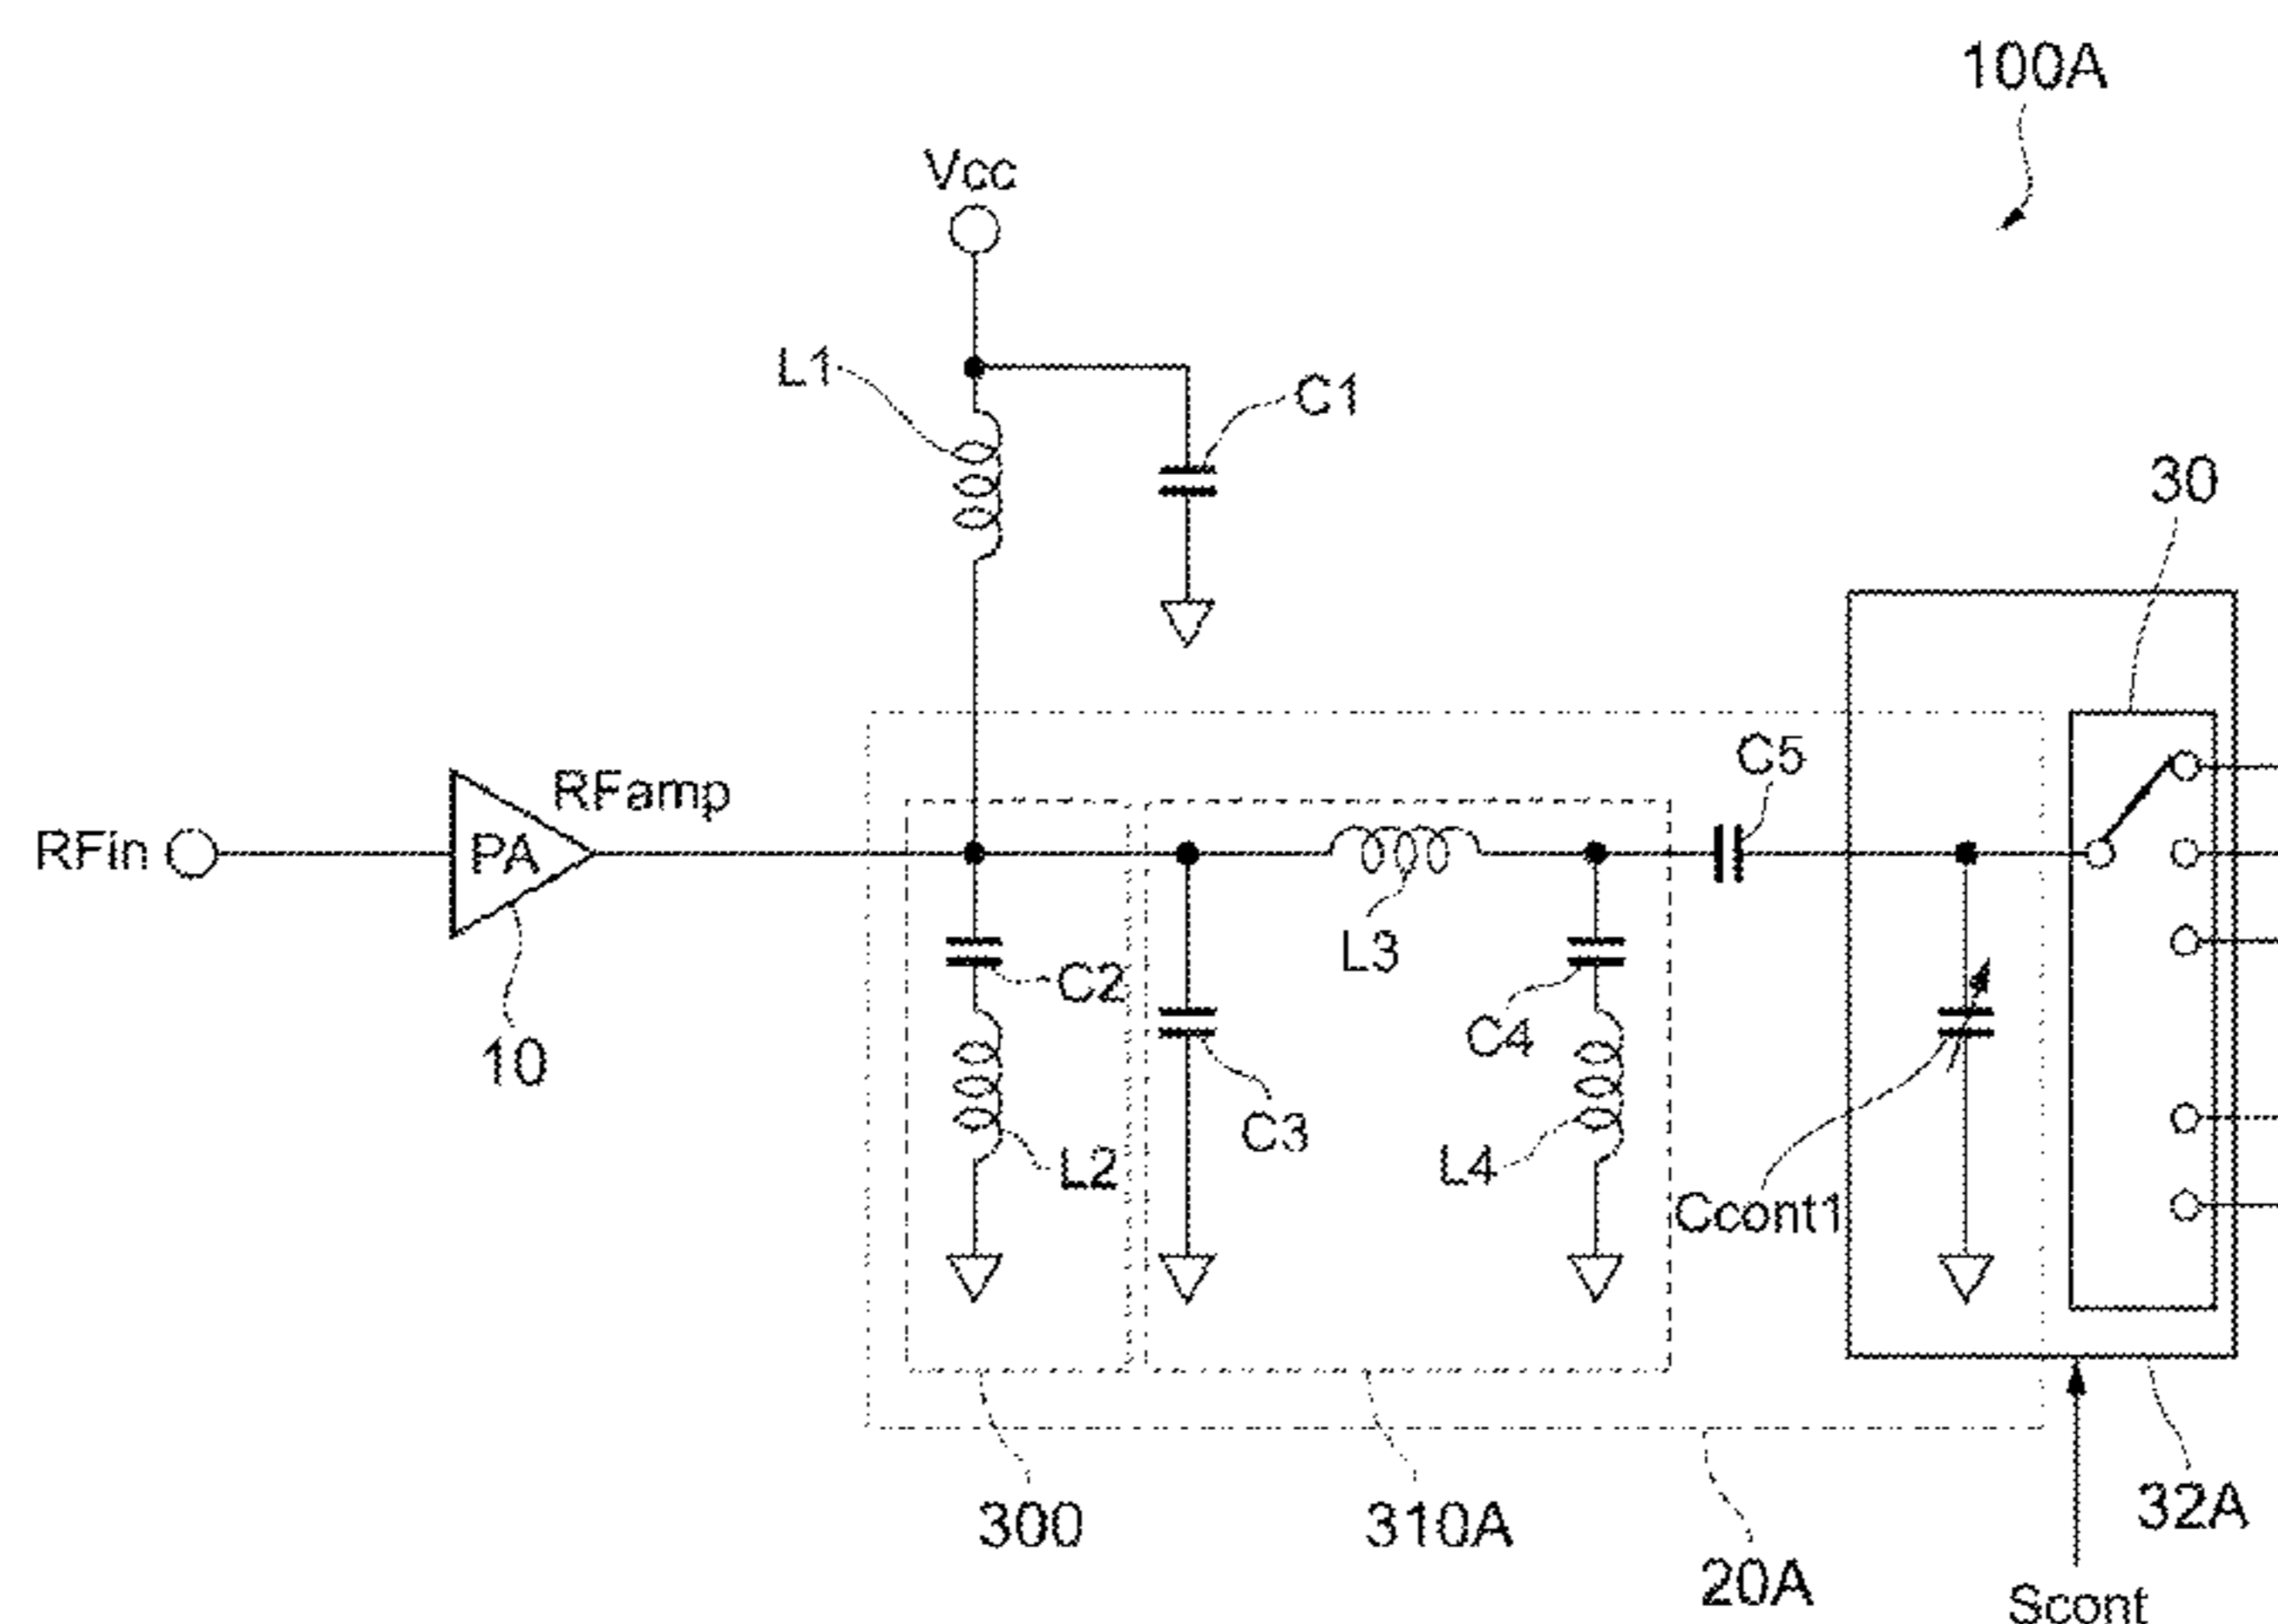 100A
Vcc
L1
C1
30
C5
RFamp
RFin
PA
L3
C2
C4
10
C3
L2
L4
Ccont1
300
310A
32A
20A
Scont